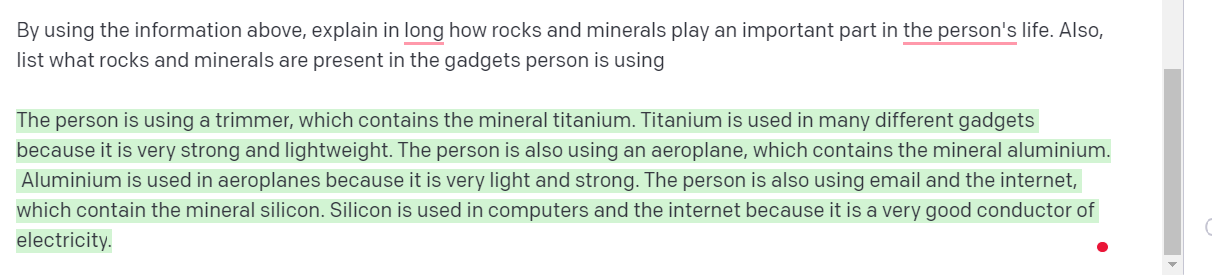 By using the information above, explain in long how rocks and minerals play an important part in the person's life. Also,
list what rocks and minerals are present in the gadgets person is using
The person is using a trimmer, which contains the mineral titanium. Titanium is used in many different gadgets
because it is very strong and lightweight. The person is also using an aeroplane, which contains the mineral aluminium.
Aluminium is used in aeroplanes because it is very light and strong. The person is also using email and the internet,
which contain the mineral silicon. Silicon is used in computers and the internet because it is a very good conductor of
electricity.